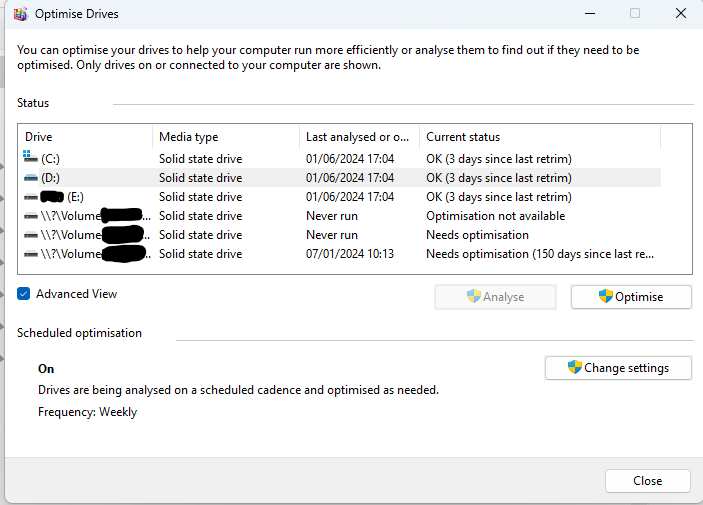 Optimise Drives
You can optimise your drives to help your computer run more efficiently or analyse them to find out if they need to be
optimised. Only drives on or connected to your computer are shown.
Status
Drive Media type Last analysed or o... Current status
(C:) Solid state drive 01/06/2024 17:04 OK (3 days since last retrim)
(D:) Solid state drive 01/06/2024 17:04 OK (3 days since last retrim)
(E:) Solid state drive 01/06/2024 17:04 OK (3 days since last retrim)
\\?\Volume ... Solid state drive Never run Optimisation not available
\\?\Volume ... Solid state drive Never run Needs optimisation
\\?\Volume ... Solid state drive 07/01/2024 10:13 Needs optimisation (150 days since last re...
Advanced View
Analyse
Optimise
Scheduled optimisation
On
Change settings
Drives are being analysed on a scheduled cadence and optimised as needed.
Frequency: Weekly
Close